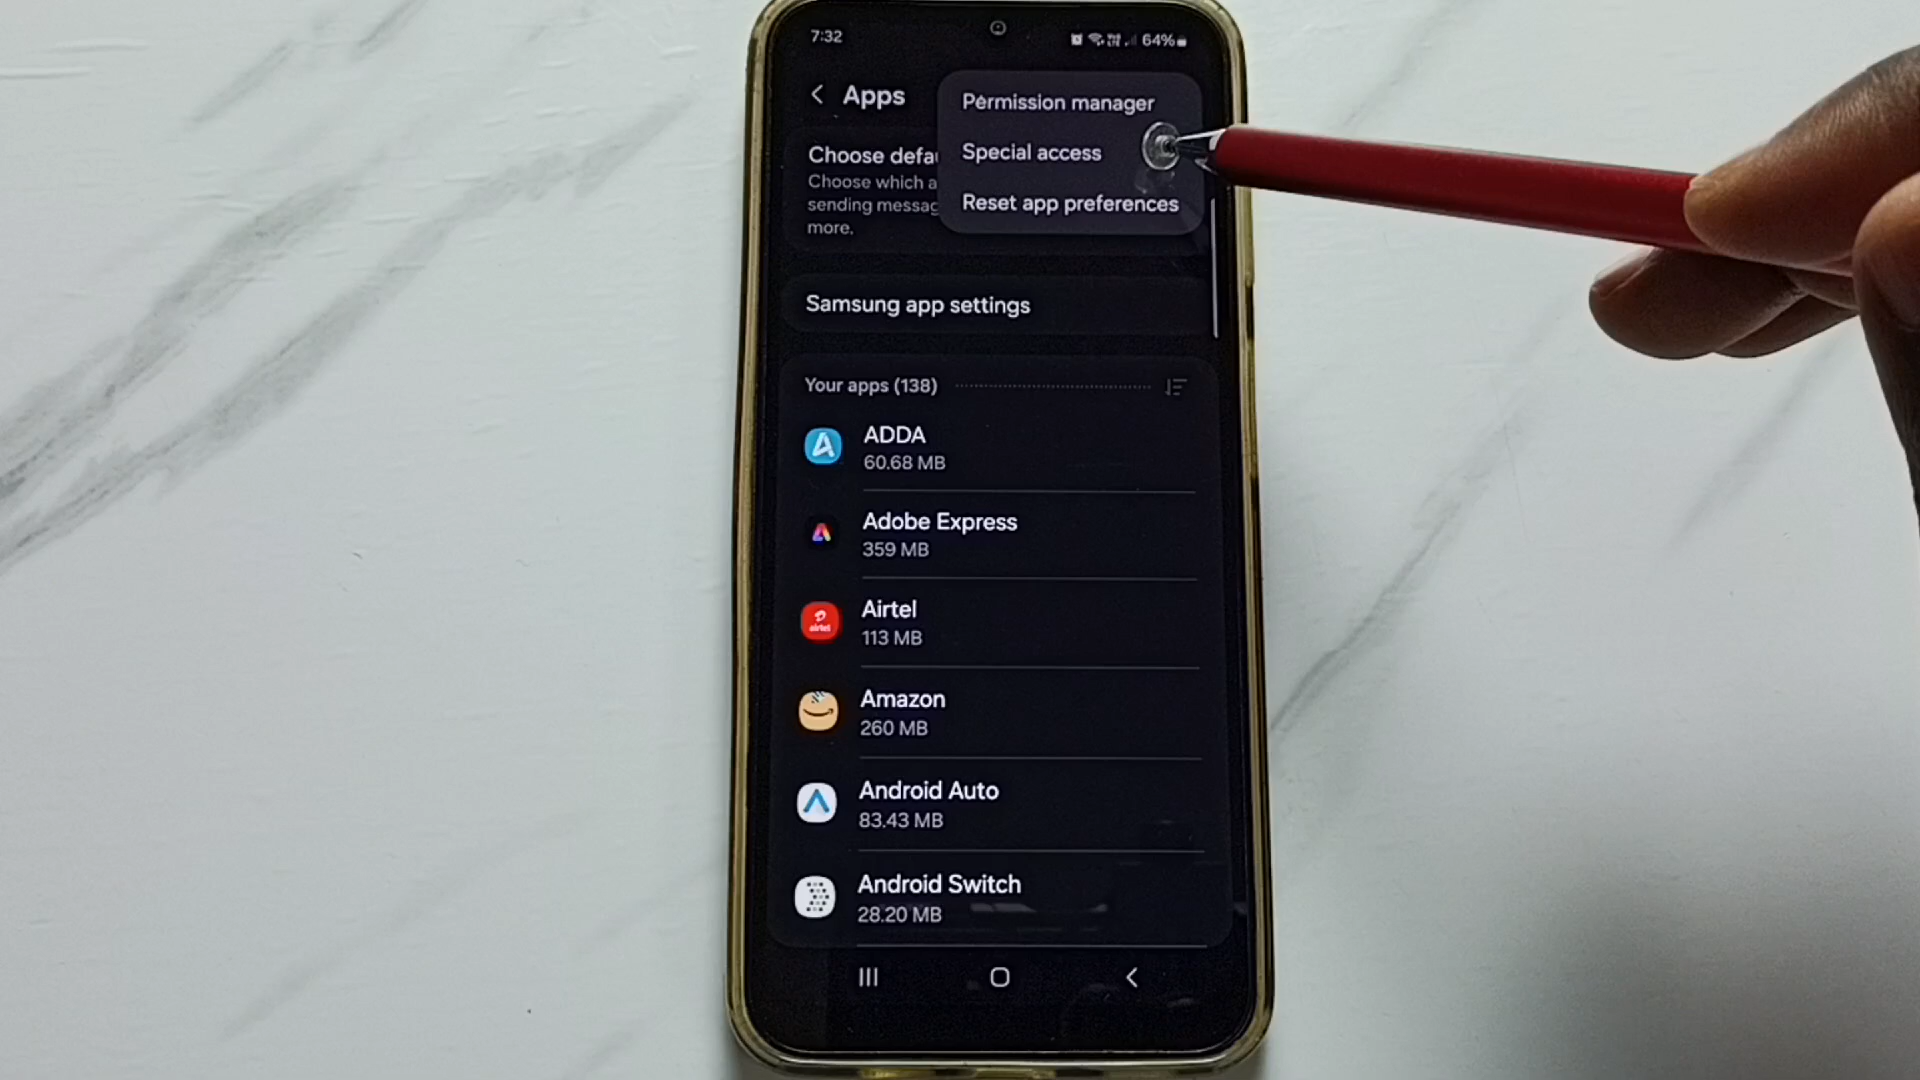 7:32
64%
Apps
Permission manager
Special access
Reset app preferences
Choose defau
Choose which a
sending messag
more.
Samsung app settings
Your apps (138)
ADDA
60.68 MB
Adobe Express
359 MB
airtel
Airtel
113 MB
Amazon
260 MB
Android Auto
83.43 MB
Android Switch
28.20 MB